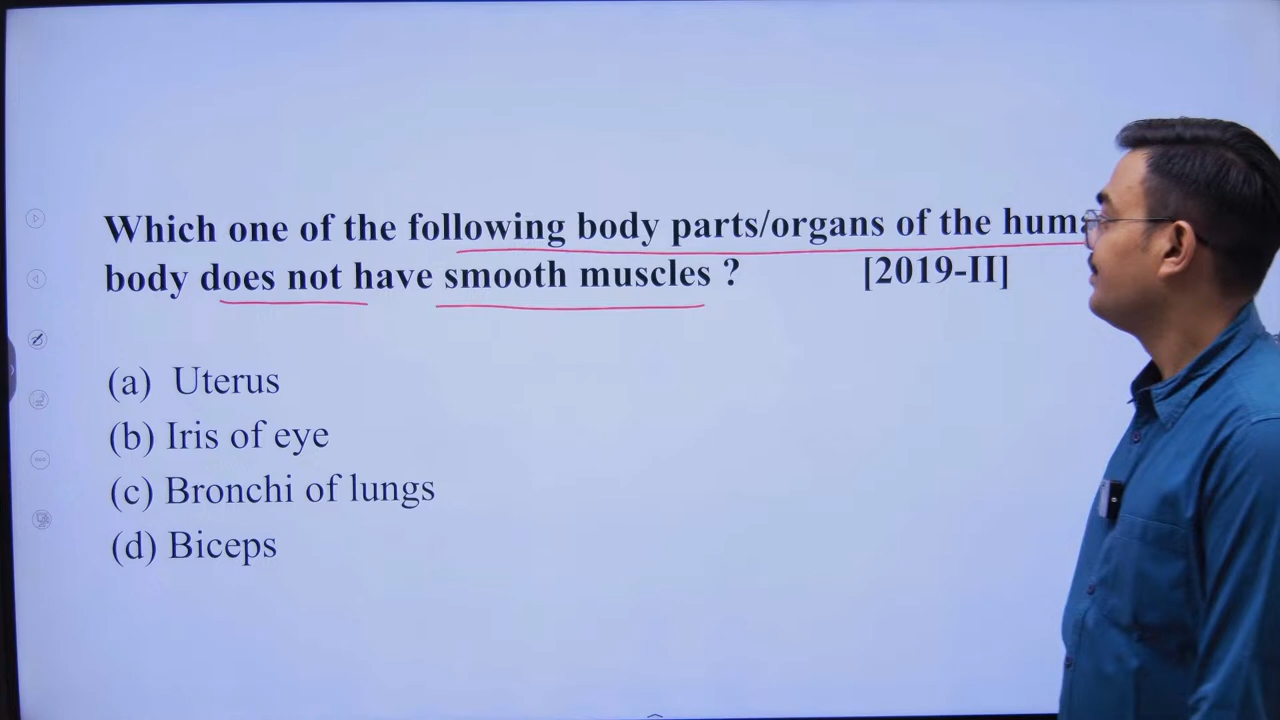 Which one of the following body parts/organs of the
body does not have smooth muscles ? [2019-II]
(a) Uterus
(b) Iris of eye
(c) Bronchi of lungs
(d) Biceps